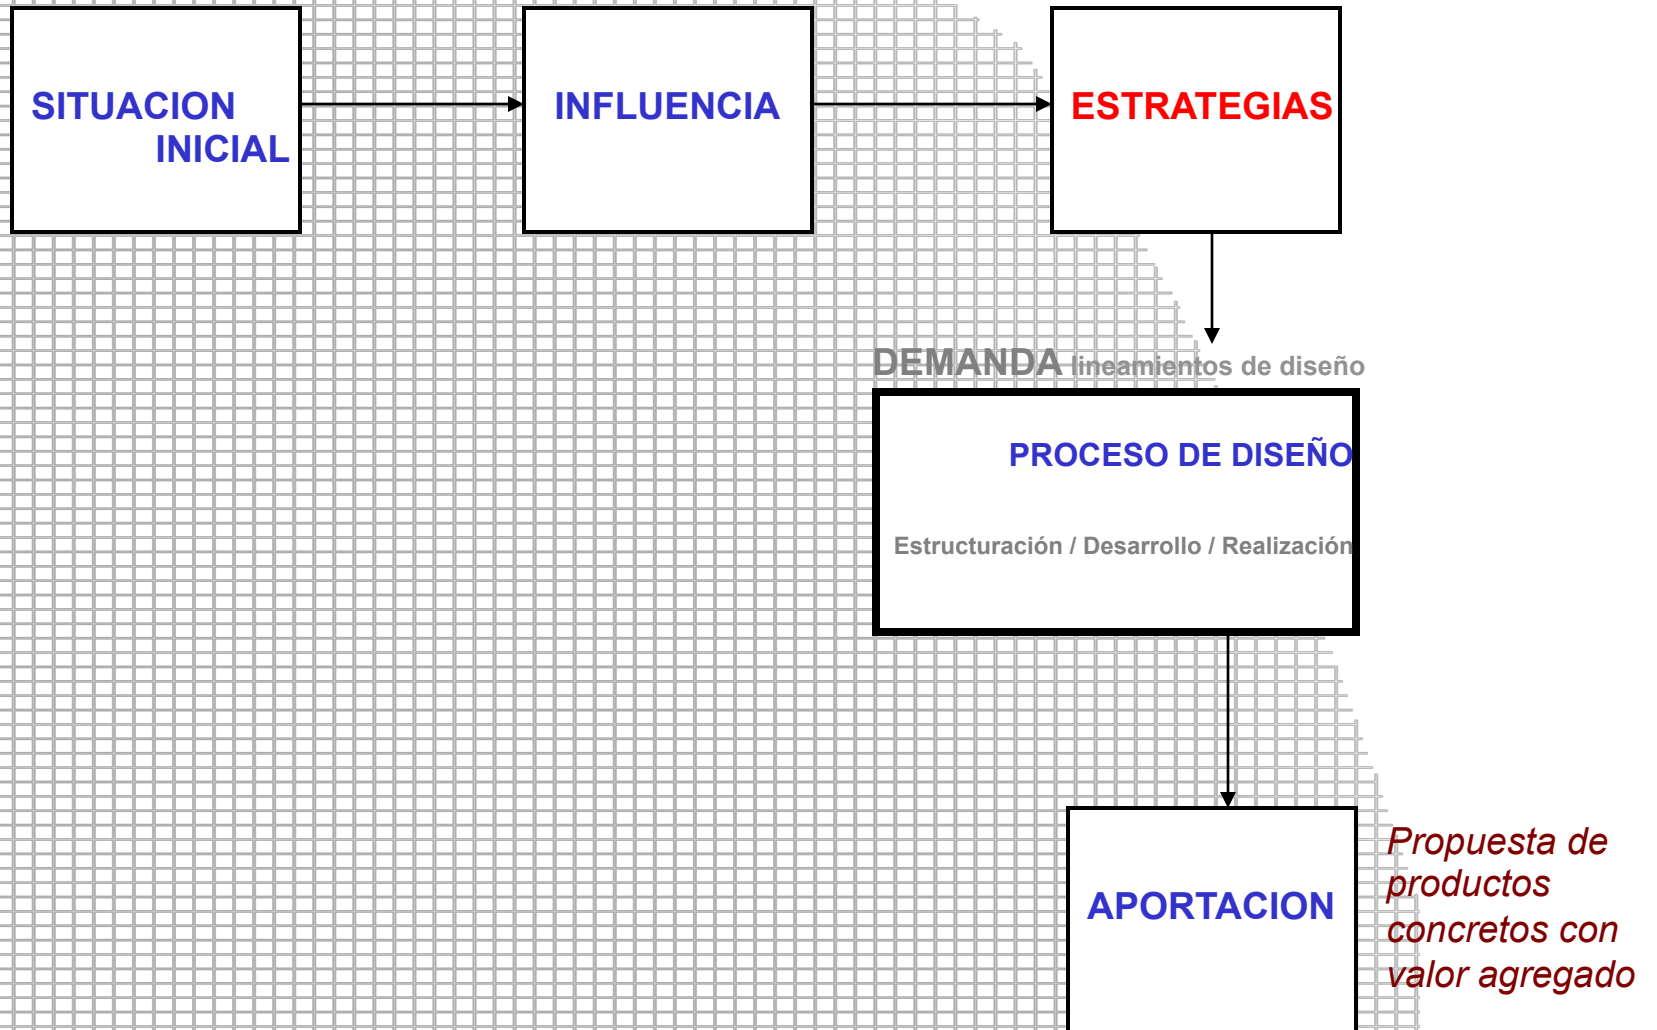 SITUACION
INICIAL
INFLUENCIA
ESTRATEGIAS
DEMANDA lineamientos de diseño
PROCESO DE DISEÑO
Estructuración / Desarrollo / Realización
APORTACION
Propuesta de
productos
concretos con
valor agregado